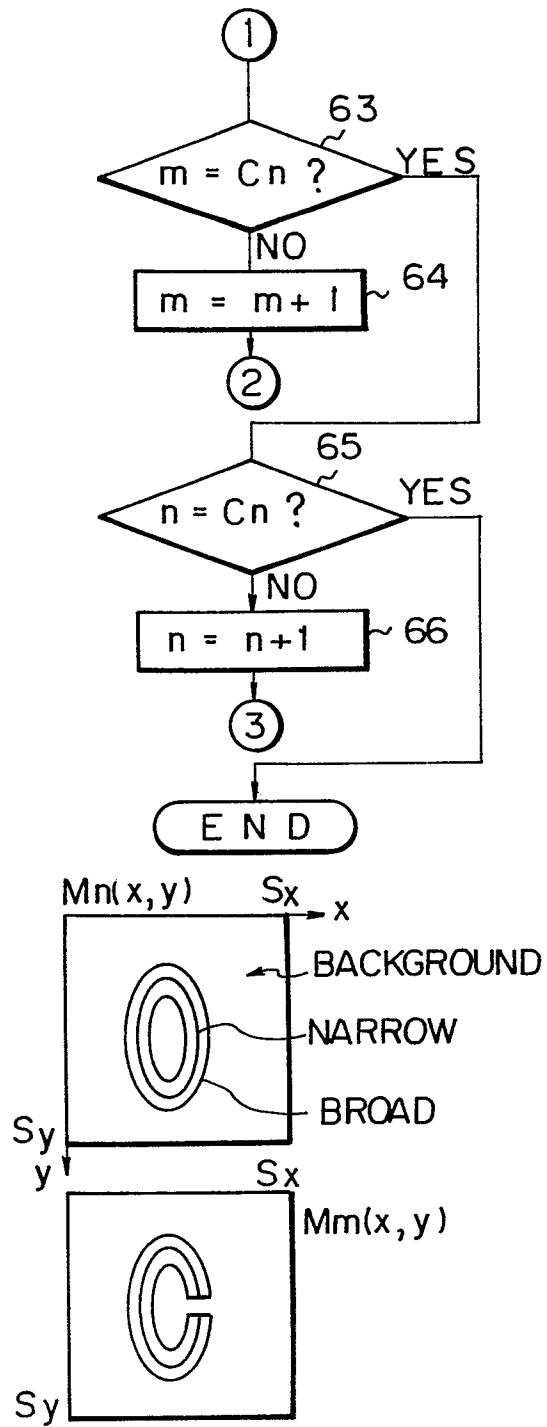 1
63
m = Cn ?
YES
NO
m = m + 1
64
2
65
n = Cn ?
YES
NO
n = n+1
66
3
END
Mn(x,y)
Sx
x
BACKGROUND
NARROW
BROAD
Sy
y
Sx
Mm(x,y)
Sy